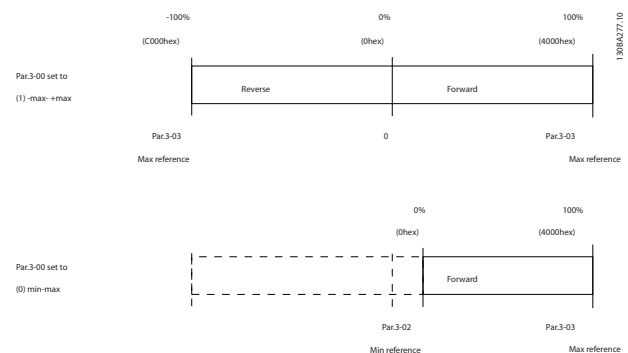 -100% 0% 100%
(C000hex) (0hex) (4000hex)
130BA277.10
Par.3-00 set to
(1) -max- +max
Reverse Forward
Par.3-03 0 Par.3-03
Max reference Max reference
0% 100%
(0hex) (4000hex)
Par.3-00 set to
(0) min-max
Forward
Par.3-02 Par.3-03
Min reference Max reference